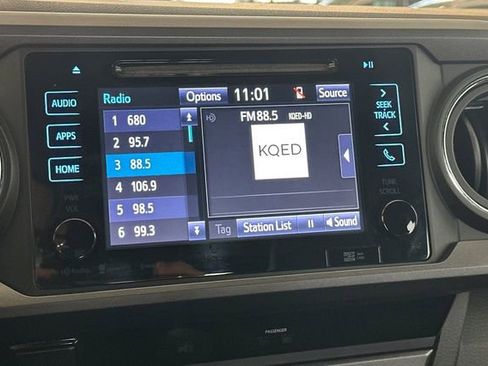 AUDIO
APPS
HOME
PWR
VOL
Radio Options 11:01 Source
1 680
2 95.7
3 88.5
4 106.9
5 98.5
6 99.3
FM 88.5 KQED-HD
KQED
Tag Station List Sound
SEEK
TRACK
TUNE
SCROLL
PASSENGER